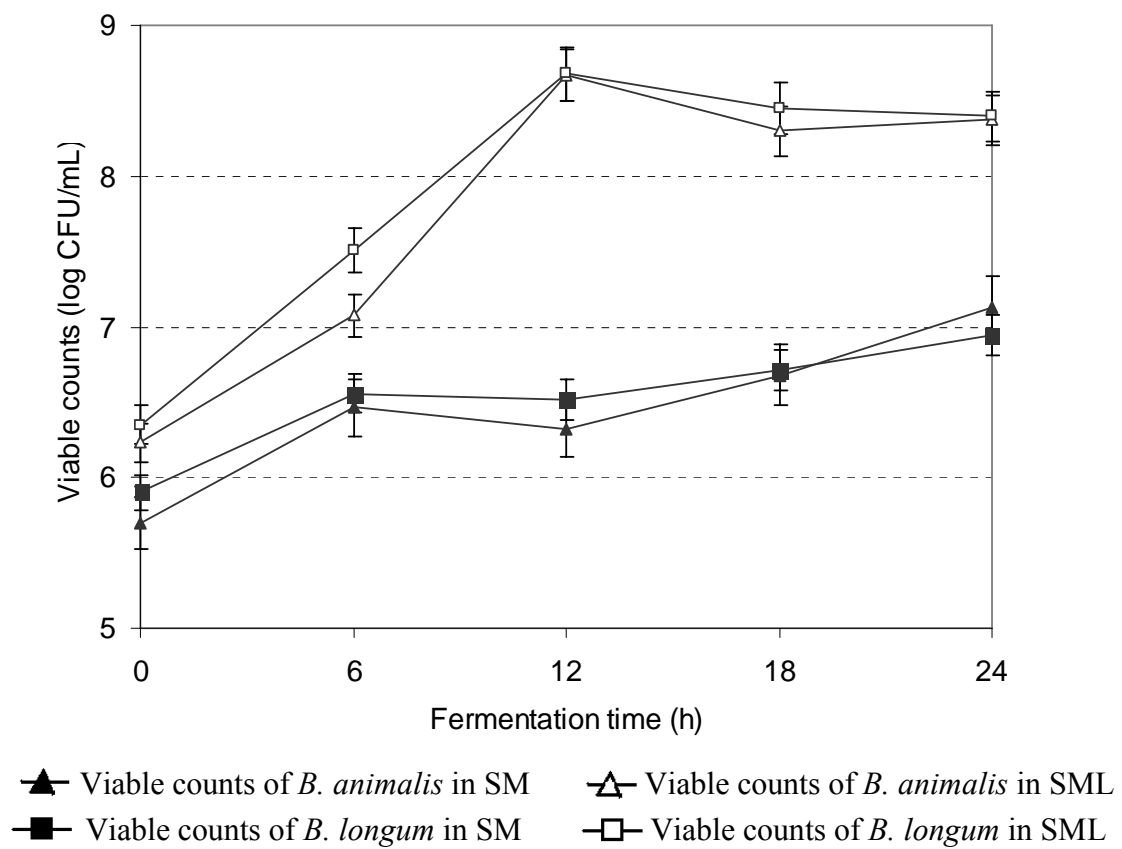 9
8
7
6
5
Viable counts (log CFU/mL)
0 6 12 18 24
Fermentation time (h)
Viable counts of B. animalis in SM Viable counts of B. animalis in SML
Viable counts of B. longum in SM Viable counts of B. longum in SML